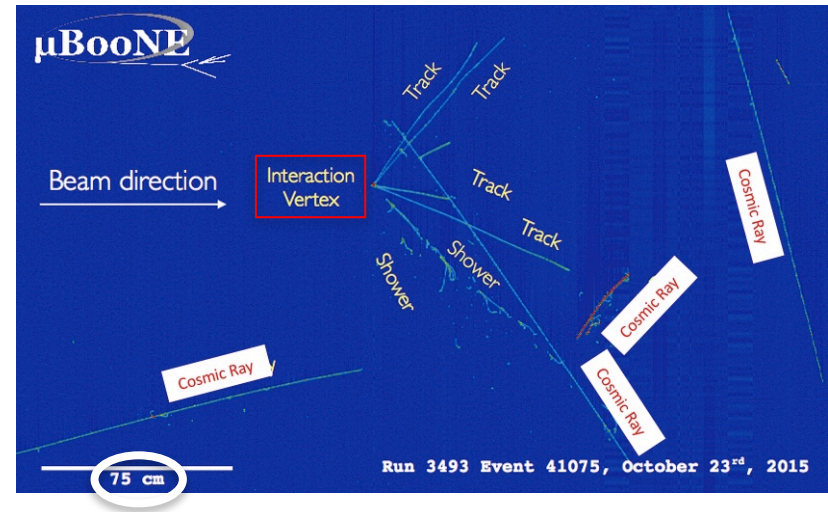 µBooNE
Track
Track
Beam direction
Interaction
Vertex
Track
Track
Shower
Shower
Cosmic Ray
Cosmic Ray
Cosmic Ray
Cosmic Ray
75 cm
Run 3493 Event 41075, October 23rd, 2015